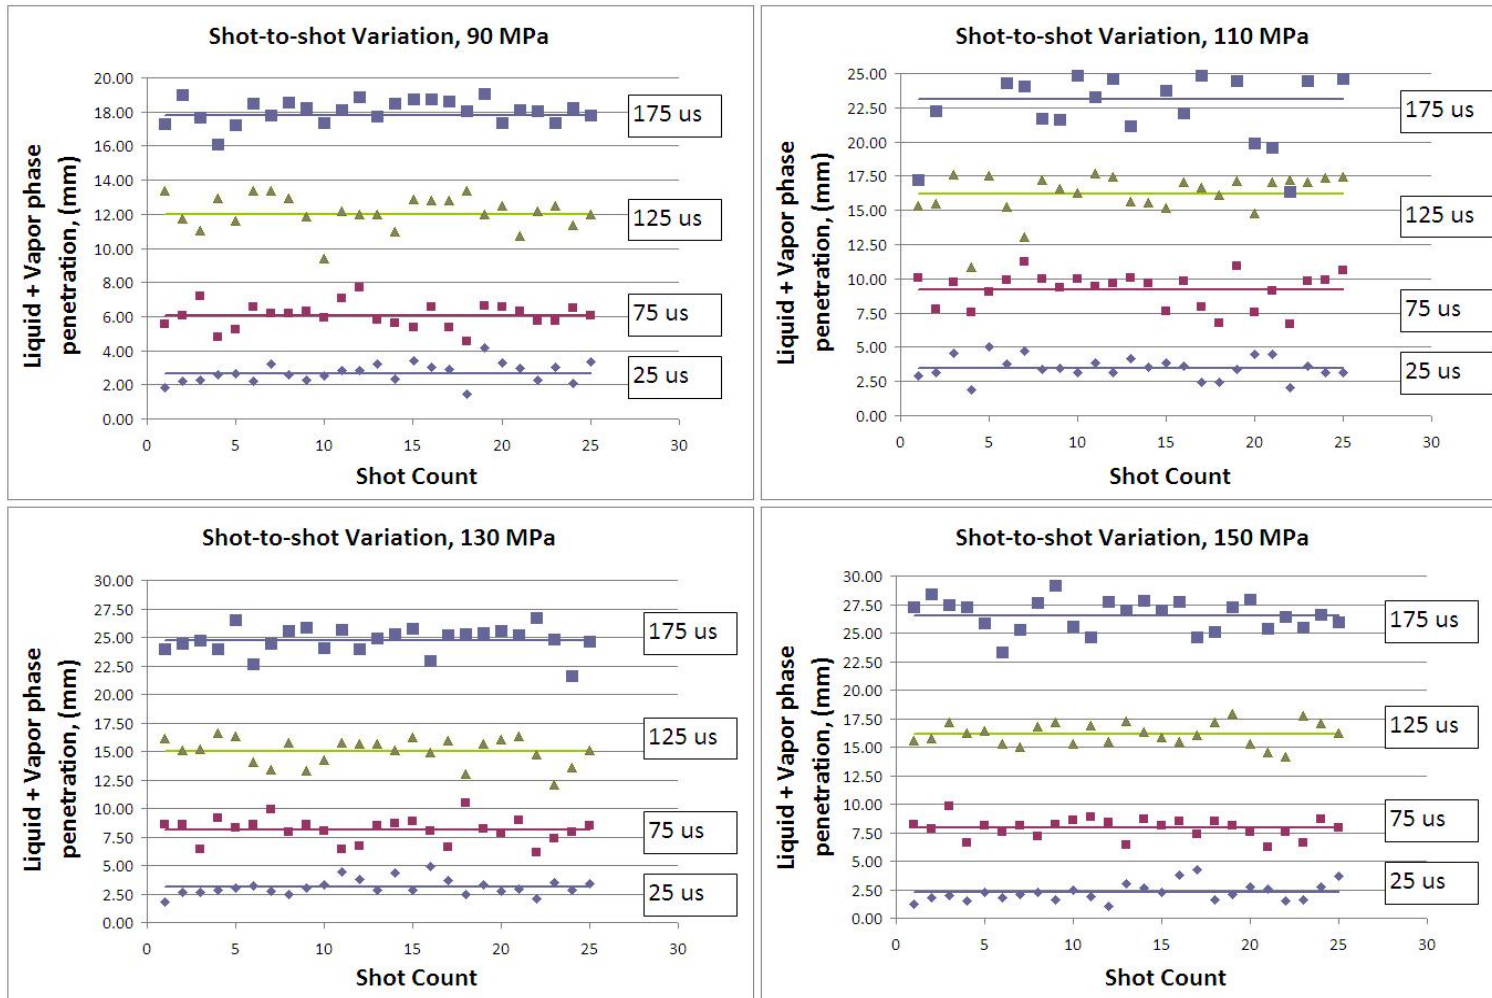 Shot-to-shot Variation, 90 MPa
Liquid + Vapor phase
penetration, (mm)
20.00
18.00
16.00
14.00
12.00
10.00
8.00
6.00
4.00
2.00
0.00
175 us
125 us
75 us
25 us
0 5 10 15 20 25 30
Shot Count
Shot-to-shot Variation, 110 MPa
Liquid + Vapor phase
penetration, (mm)
25.00
22.50
20.00
17.50
15.00
12.50
10.00
7.50
5.00
2.50
0.00
175 us
125 us
75 us
25 us
0 5 10 15 20 25 30
Shot Count
Shot-to-shot Variation, 130 MPa
Liquid + Vapor phase
penetration, (mm)
30.00
27.50
25.00
22.50
20.00
17.50
15.00
12.50
10.00
7.50
5.00
2.50
0.00
175 us
125 us
75 us
25 us
0 5 10 15 20 25 30
Shot Count
Shot-to-shot Variation, 150 MPa
Liquid + Vapor phase
penetration, (mm)
30.00
27.50
25.00
22.50
20.00
17.50
15.00
12.50
10.00
7.50
5.00
2.50
0.00
175 us
125 us
75 us
25 us
0 5 10 15 20 25 30
Shot Count